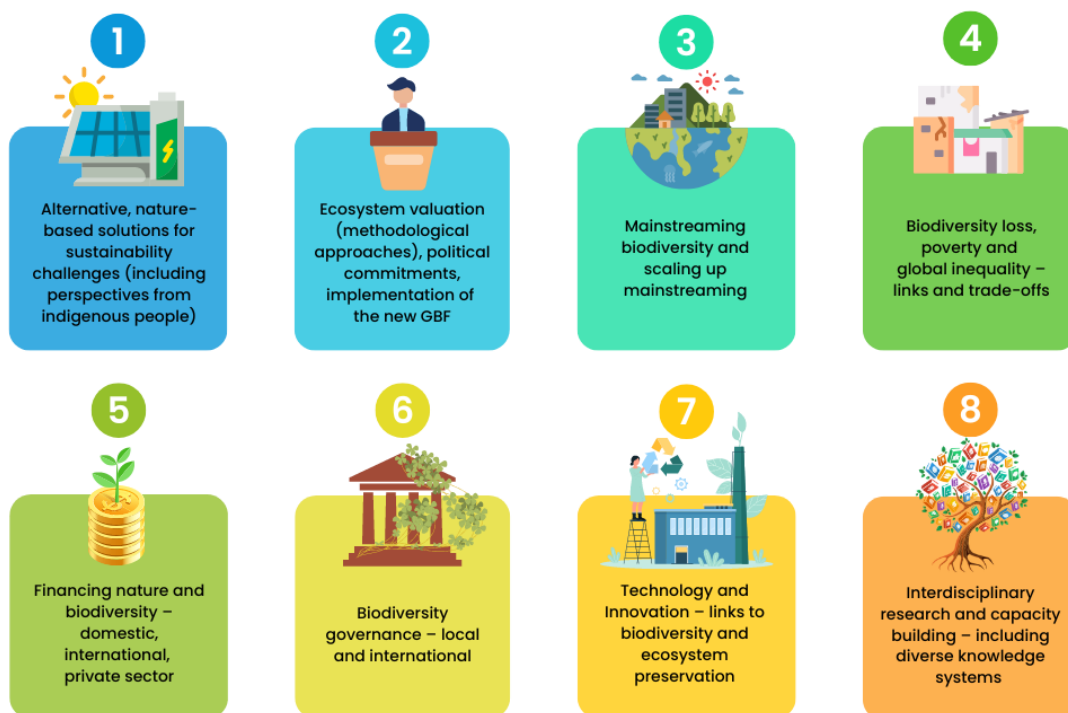 1
Alternative, nature-
based solutions for
sustainability
challenges (including
perspectives from
indigenous people)
2
Ecosystem valuation
(methodological
approaches), political
commitments,
implementation of
the new GBF
3
Mainstreaming
biodiversity and
scaling up
mainstreaming
4
Biodiversity loss,
poverty and
global inequality –
links and trade-offs
5
Financing nature and
biodiversity –
domestic,
international,
private sector
6
Biodiversity
governance – local
and international
7
Technology and
Innovation – links to
biodiversity and
ecosystem
preservation
8
Interdisciplinary
research and capacity
building – including
diverse knowledge
systems